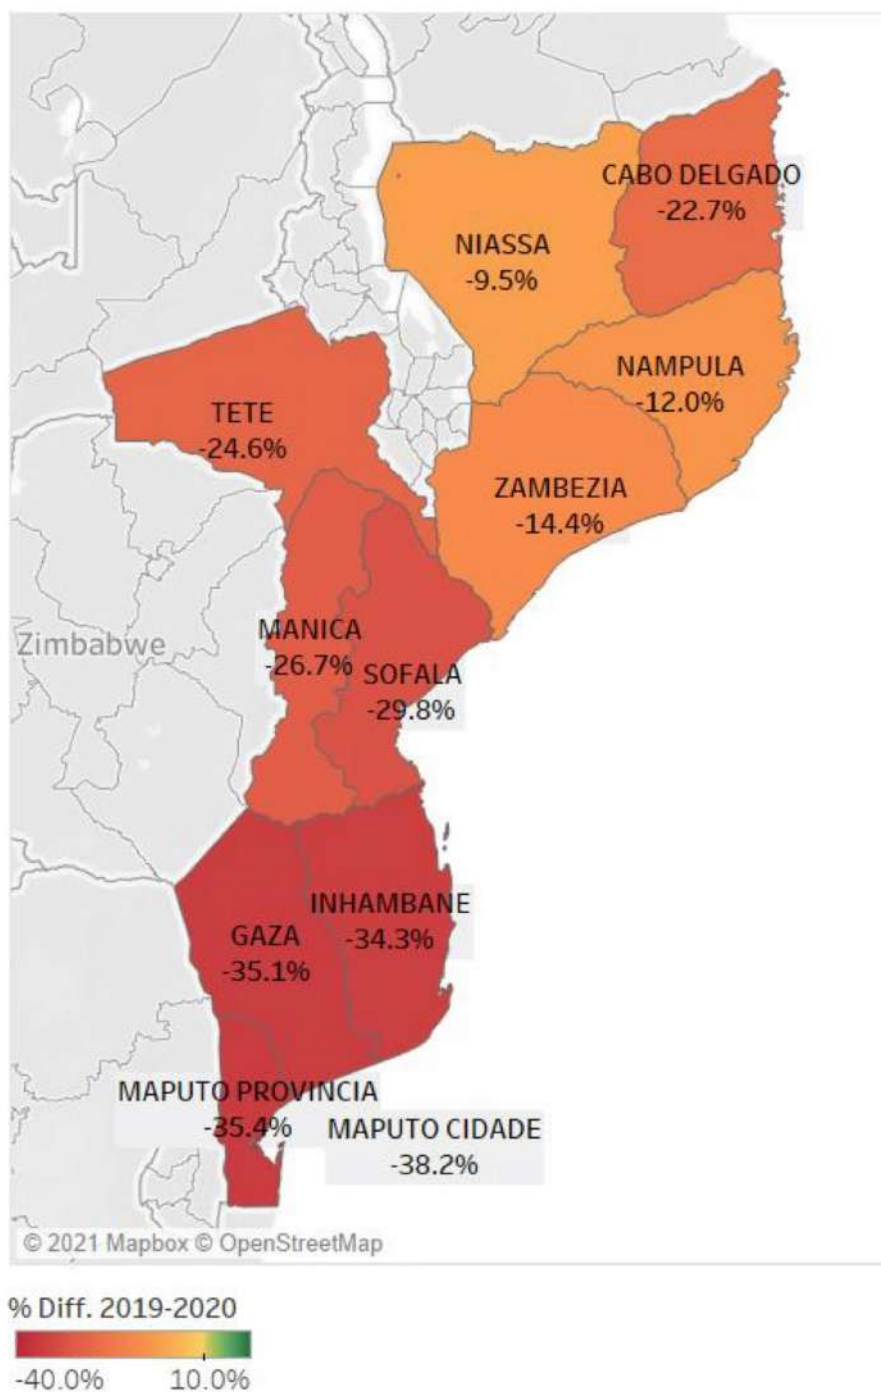 CABO DELGADO
-22.7%
NIASSA
-9.5%
NAMPULA
-12.0%
TETE
-24.6%
ZAMBEZIA
-14.4%
MANICA
-26.7%
Zimbabwe
SOFALA
-29.8%
INHAMBANE
-34.3%
GAZA
-35.1%
MAPUTO PROVINCIA
-35.4%
MAPUTO CIDADE
-38.2%
© 2021 Mapbox © OpenStreetMap
% Diff. 2019-2020
-40.0% 10.0%